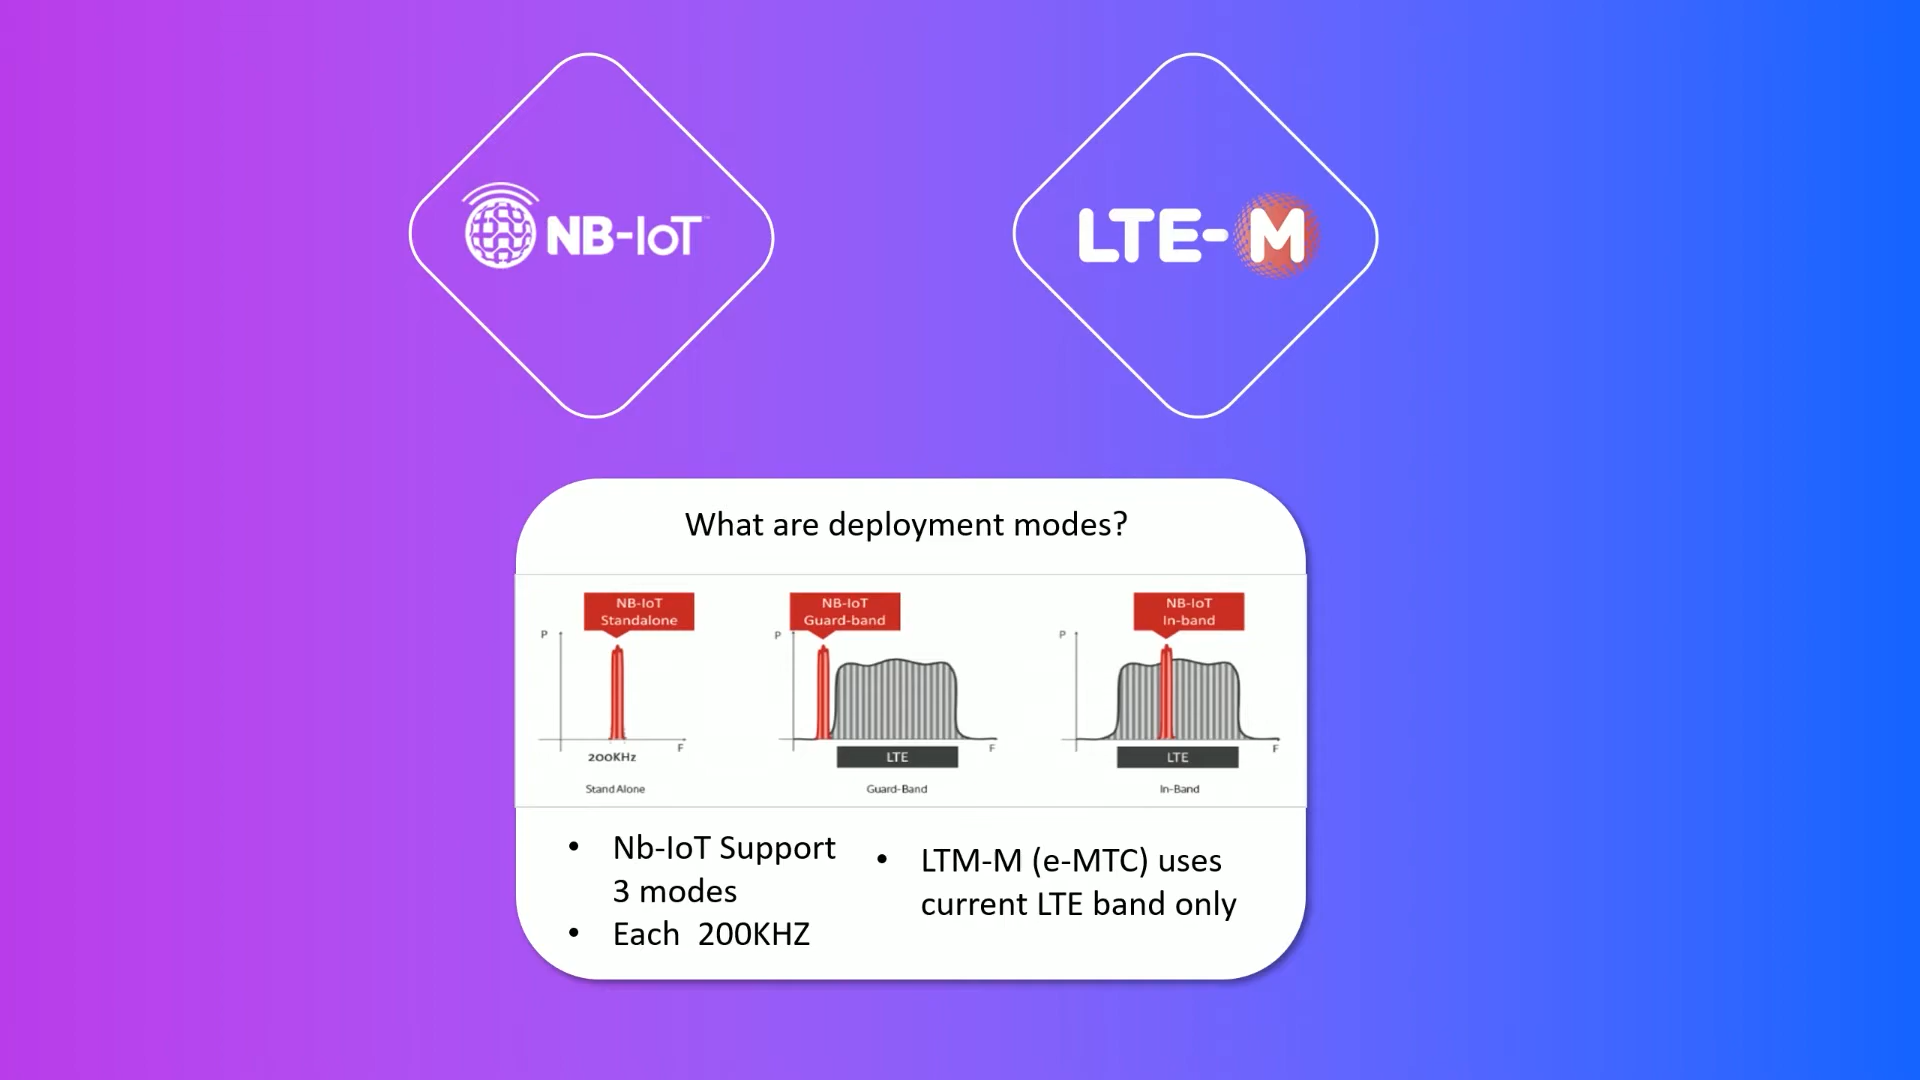 NB-IoT™
LTE-M
What are deployment modes?
NB-IoT
Standalone
P
F
200KHz
Stand Alone
NB-IoT
Guard-band
P
F
LTE
Guard-Band
NB-IoT
In-band
P
F
LTE
In-Band
• Nb-IoT Support
3 modes
• Each 200KHZ
• LTM-M (e-MTC) uses
current LTE band only